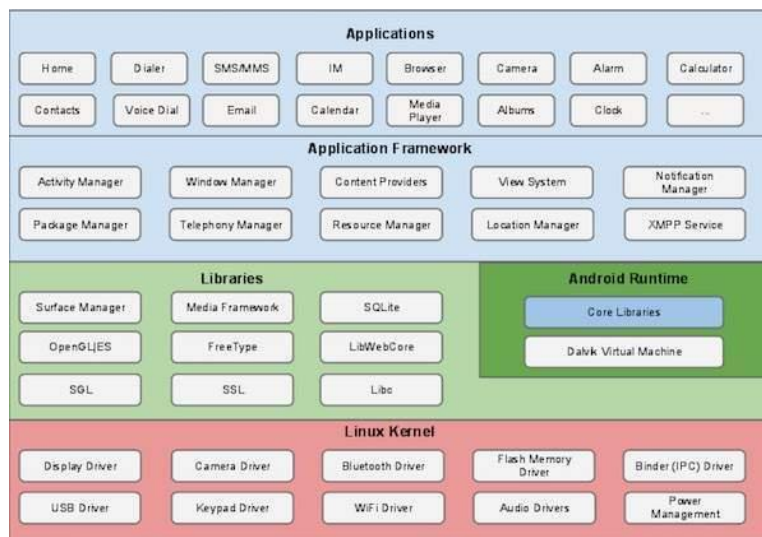 Applications
Home
Dialer
SMS/MMS
IM
Browser
Camera
Alarm
Calculator
Contacts
Voice Dial
Email
Calendar
Media
Player
Albums
Clock
...
Application Framework
Activity Manager
Window Manager
Content Providers
View System
Notification
Manager
Package Manager
Telephony Manager
Resource Manager
Location Manager
XMPP Service
Libraries
Surface Manager
Media Framework
SQLite
OpenGL|ES
FreeType
LibWebCore
SGL
SSL
Libc
Android Runtime
Core Libraries
Dalvik Virtual Machine
Linux Kernel
Display Driver
Camera Driver
Bluetooth Driver
Flash Memory
Driver
Binder (IPC) Driver
USB Driver
Keypad Driver
WiFi Driver
Audio Drivers
Power
Management